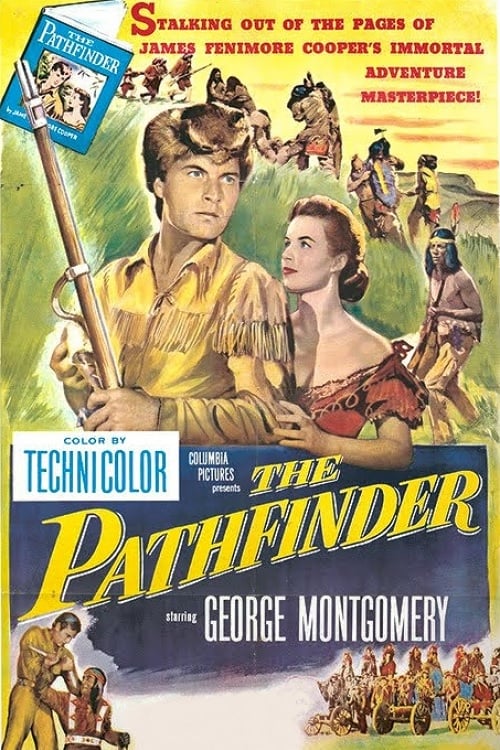 THE
PATHFINDER
STALKING OUT OF THE PAGES OF
JAMES FENIMORE COOPER'S IMMORTAL
ADVENTURE
MASTERPIECE!
COOPER
COLOR BY
TECHNICOLOR
COLUMBIA
PICTURES
presents
THE
PATHFINDER
starring GEORGE MONTGOMERY